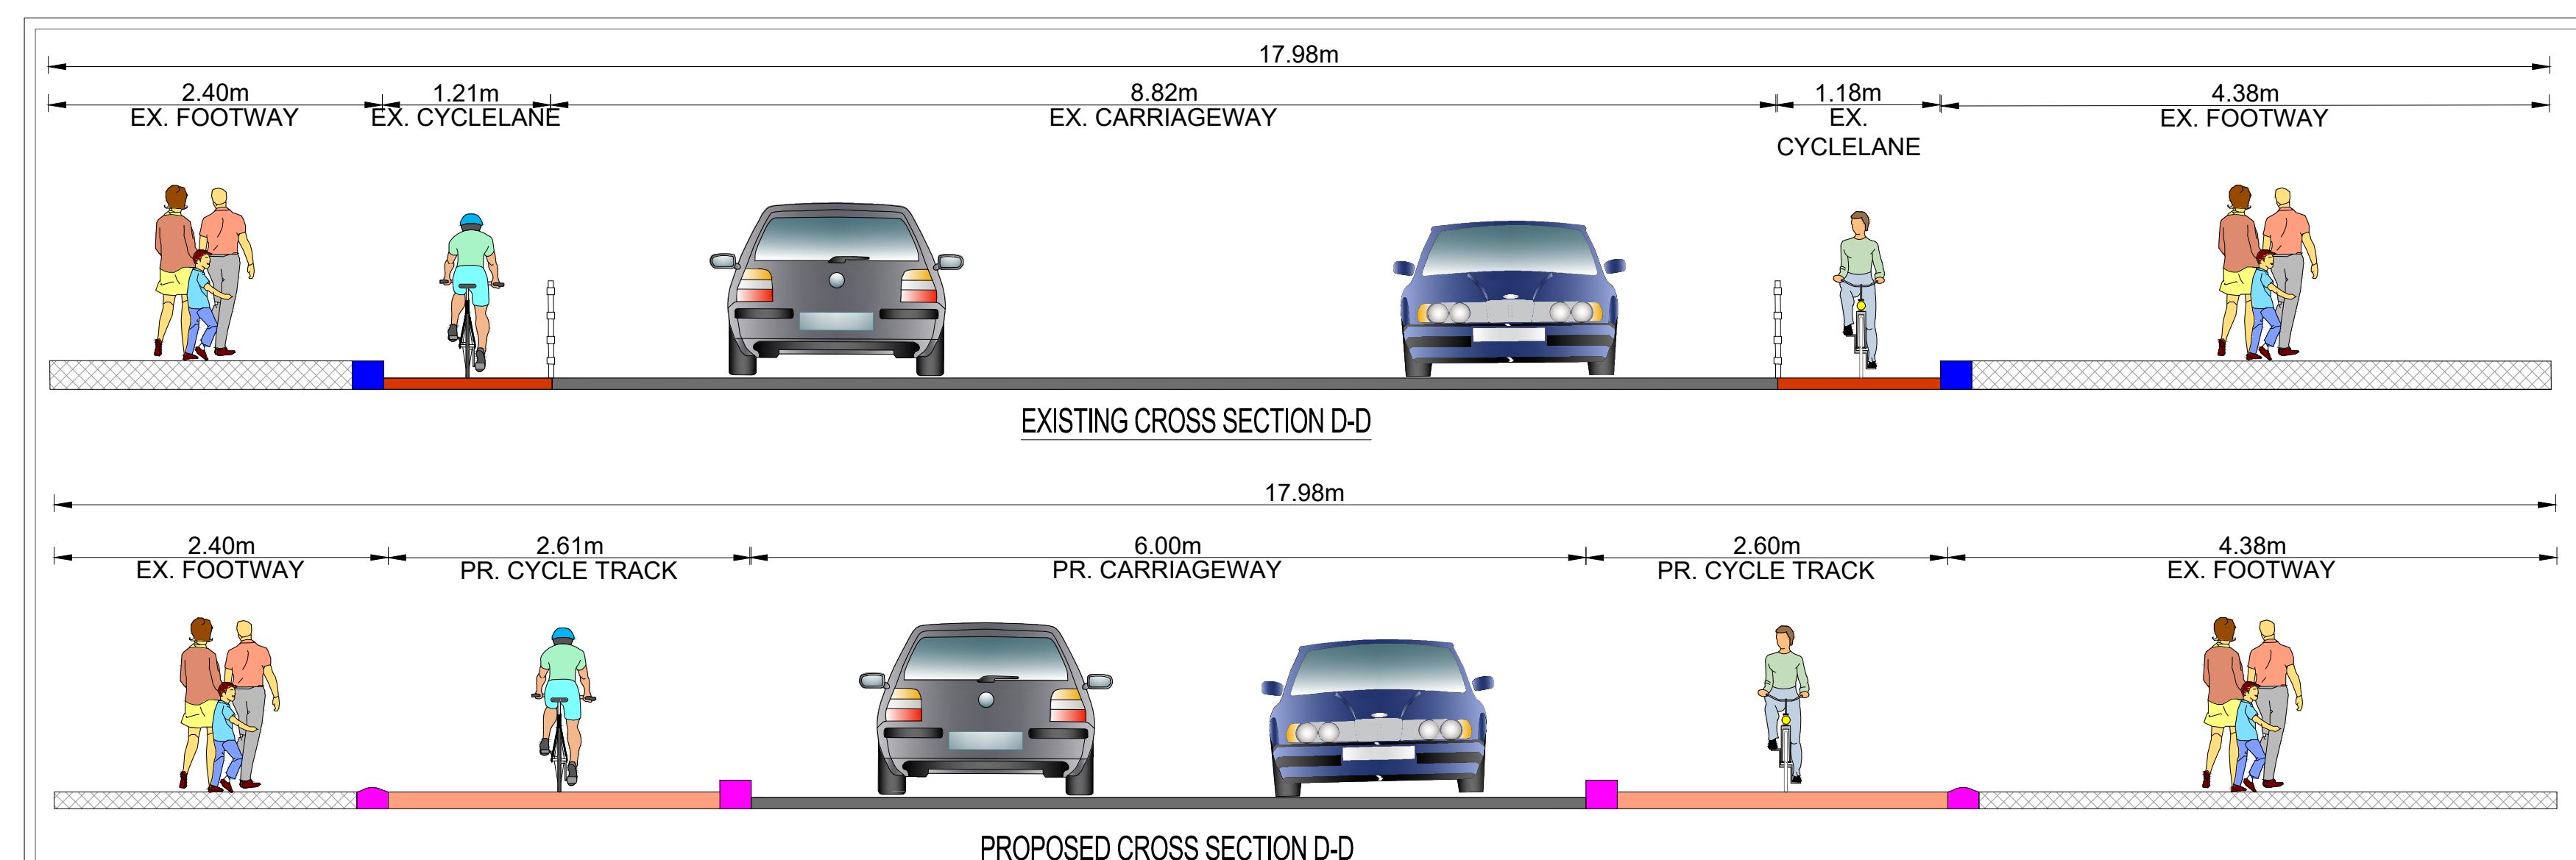 17.98m
2.40m 1.21m 8.82m 1.18m 4.38m
EX. FOOTWAY EX. CYCLELANE EX. CARRIAGEWAY EX. EX. FOOTWAY
CYCLELANE
EXISTING CROSS SECTION D-D
17.98m
2.40m 2.61m 6.00m 2.60m 4.38m
EX. FOOTWAY PR. CYCLE TRACK PR. CARRIAGEWAY PR. CYCLE TRACK EX. FOOTWAY
PROPOSED CROSS SECTION D-D